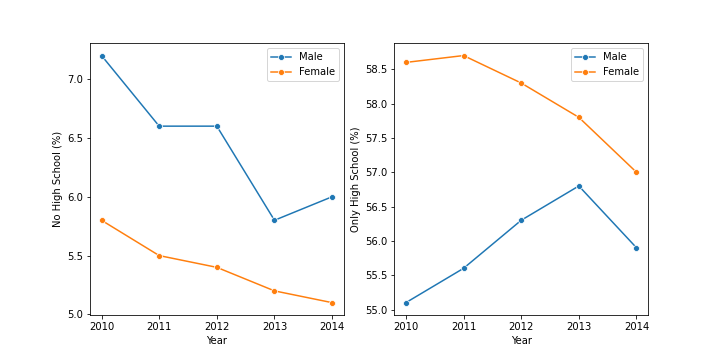 No High School (%)
7.0
6.5
6.0
5.5
5.0
2010 2011 2012 2013 2014
Year
Male
Female
Only High School (%)
58.5
58.0
57.5
57.0
56.5
56.0
55.5
55.0
2010 2011 2012 2013 2014
Year
Male
Female